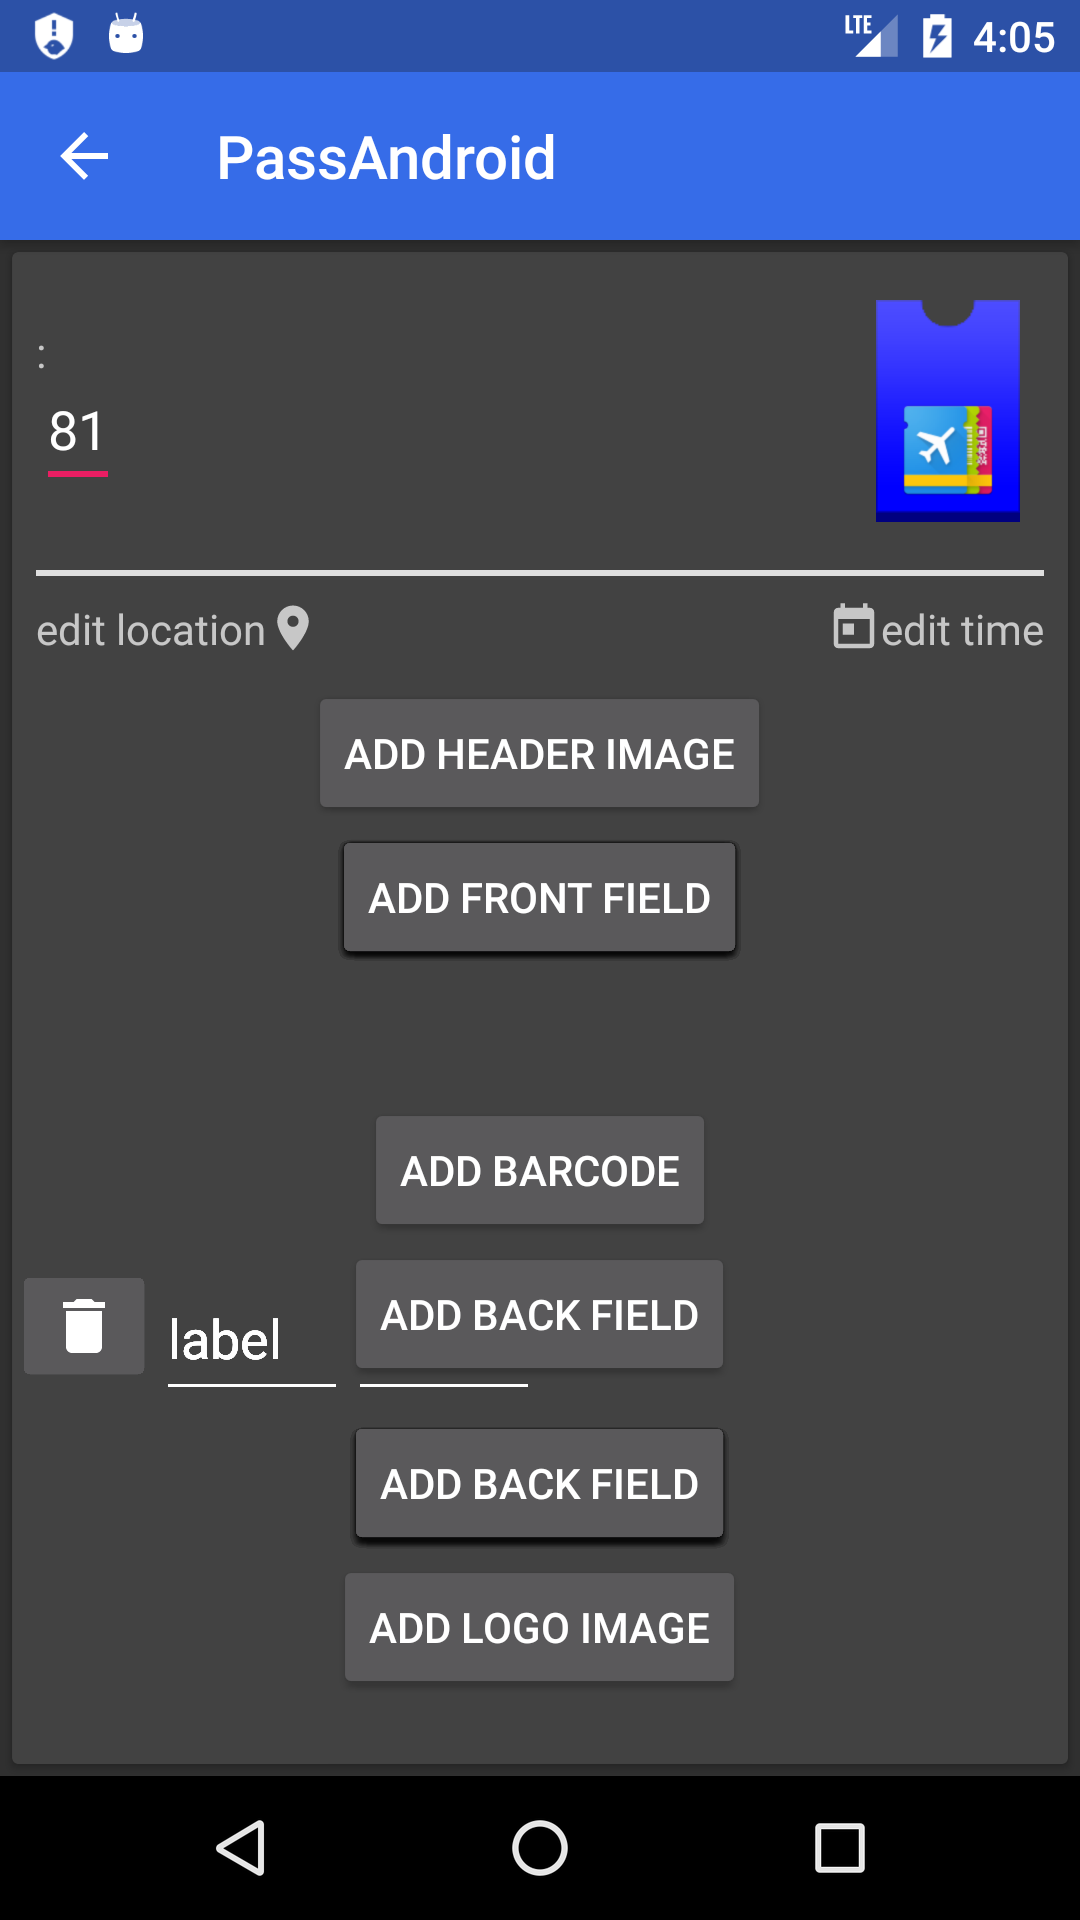 LTE 4:05
PassAndroid
:
81
edit location edit time
ADD HEADER IMAGE
ADD FRONT FIELD
ADD BARCODE
ADD BACK FIELD
label
ADD BACK FIELD
ADD LOGO IMAGE